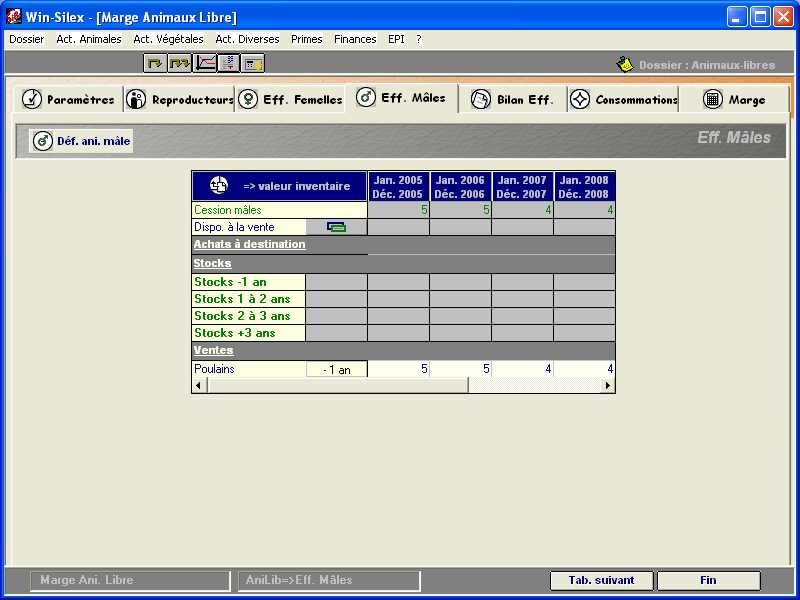 Win-Silex - [Marge Animaux Libre]
Dossier Act. Animales Act. Végétales Act. Diverses Primes Finances EPI ?
Dossier : Animaux-libres
Paramètres Reproducteurs Eff. Femelles Eff. Mâles Bilan Eff. Consommations Marge
Déf. ani. mâle Eff. Mâles
=> valeur inventaire Jan. 2005 Jan. 2006 Jan. 2007 Jan. 2008
Déc. 2005 Déc. 2006 Déc. 2007 Déc. 2008
Cession mâles 5 5 4 4
Dispo. à la vente
Achats à destination
Stocks
Stocks -1 an
Stocks 1 à 2 ans
Stocks 2 à 3 ans
Stocks +3 ans
Ventes
Poulains - 1 an 5 5 4 4
Marge Ani. Libre AniLib=>Eff. Mâles Tab. suivant Fin